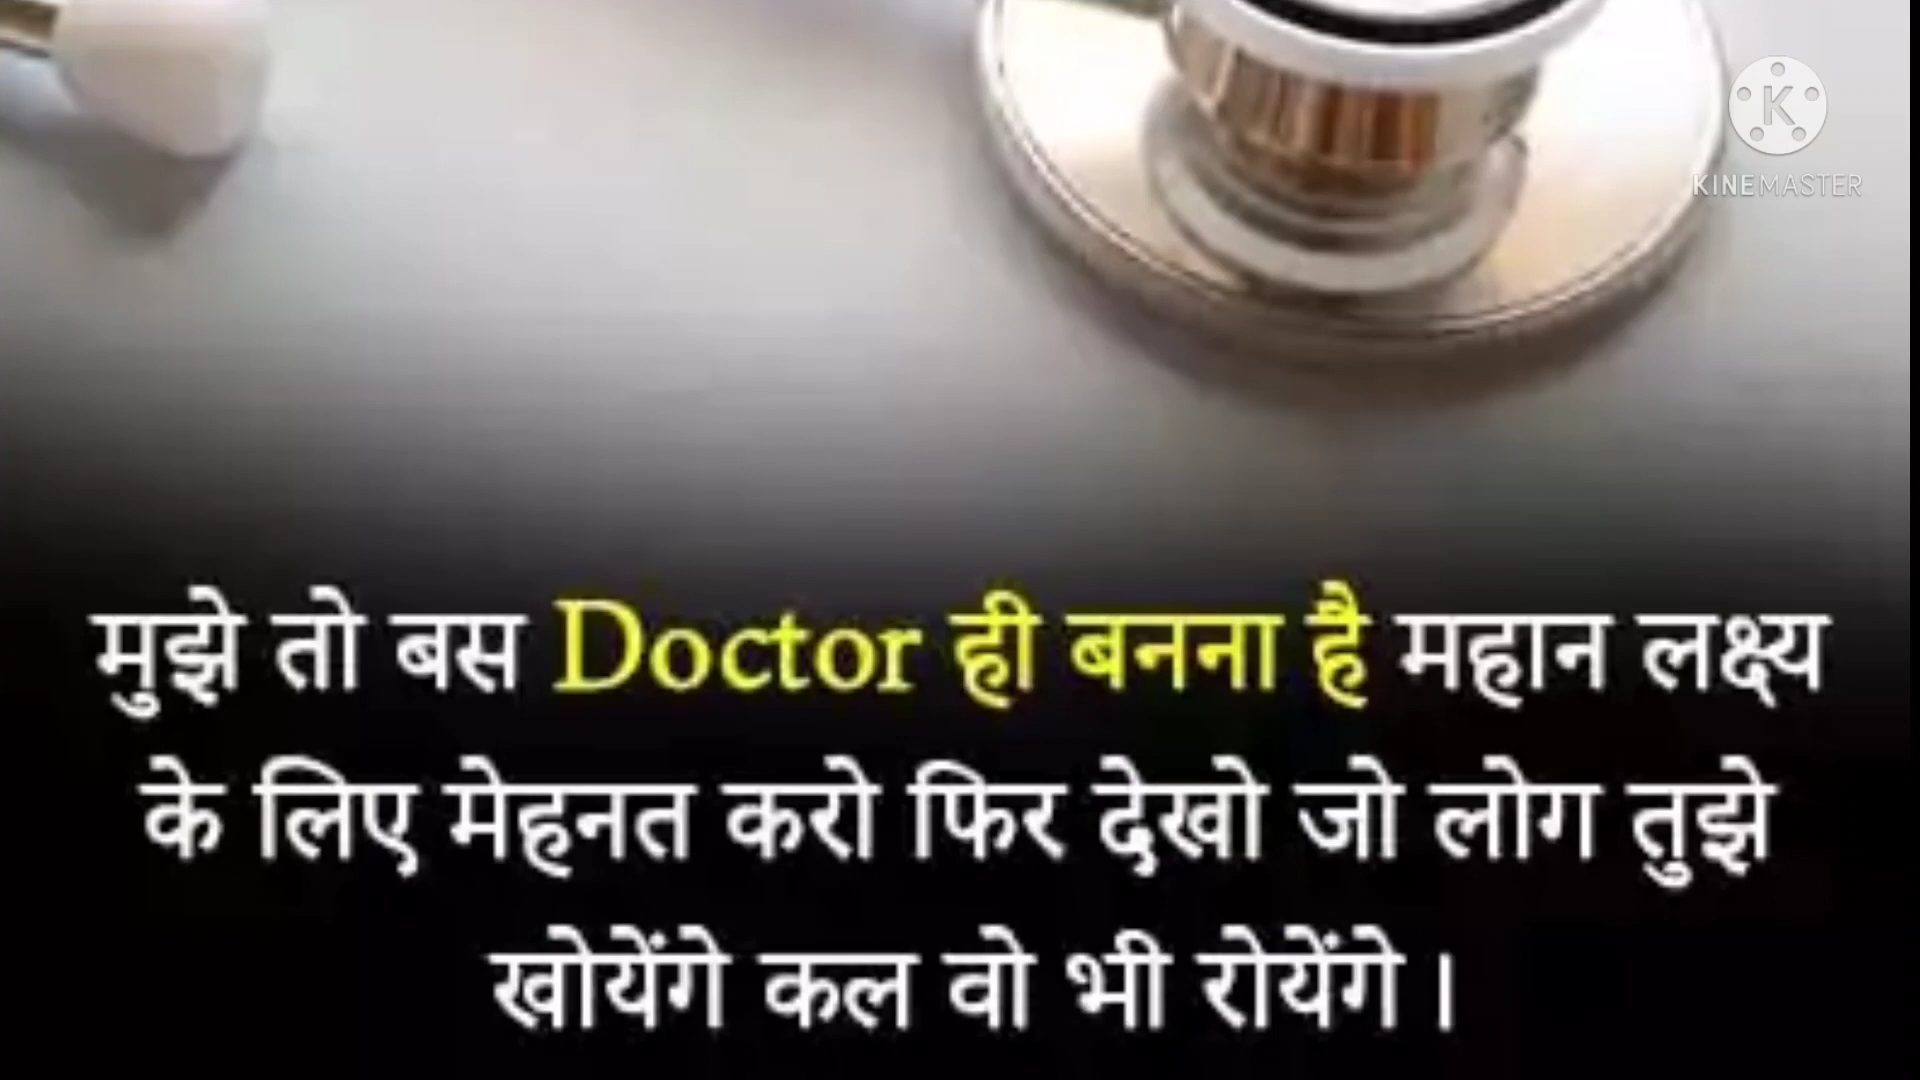 KINEMASTER
मुझे तो बस Doctor ही बनना है महान लक्ष्य
के लिए मेहनत करो फिर देखो जो लोग तुझे
खोयेंगे कल वो भी रोयेंगे।